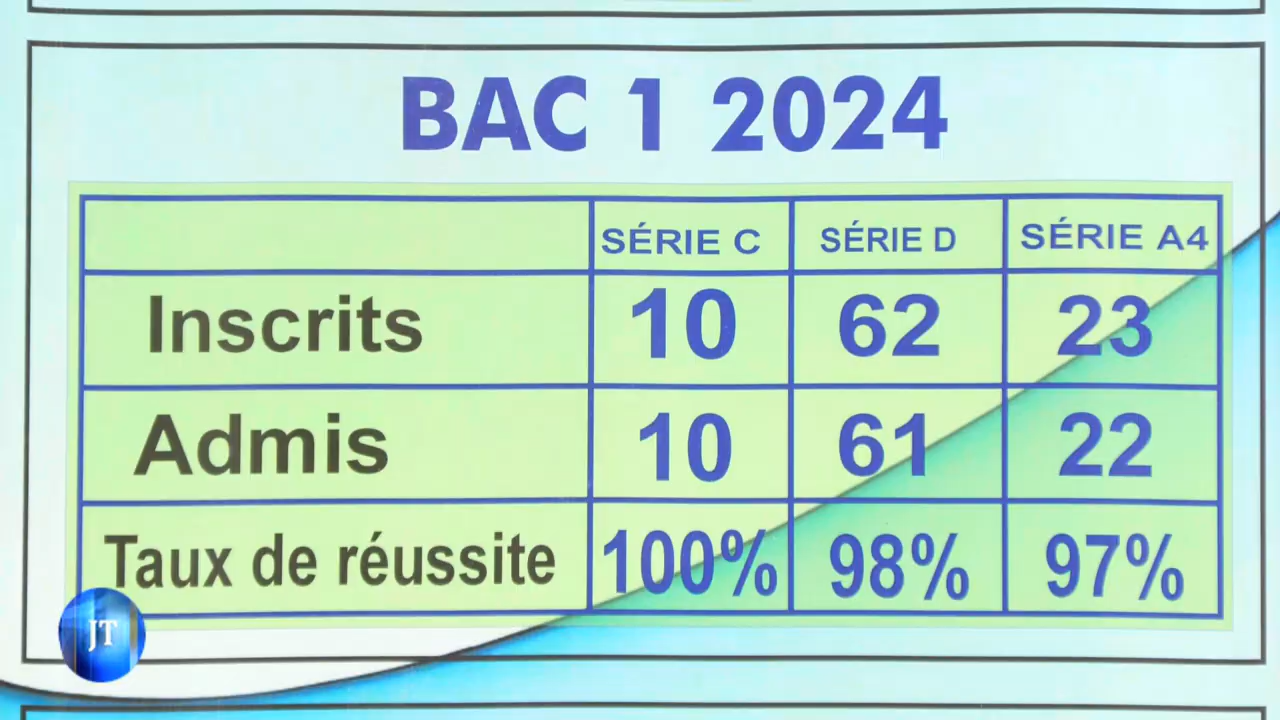 BAC 1 2024
SÉRIE C SÉRIE D SÉRIE A4
Inscrits 10 62 23
Admis 10 61 22
Taux de réussite 100% 98% 97%
JT